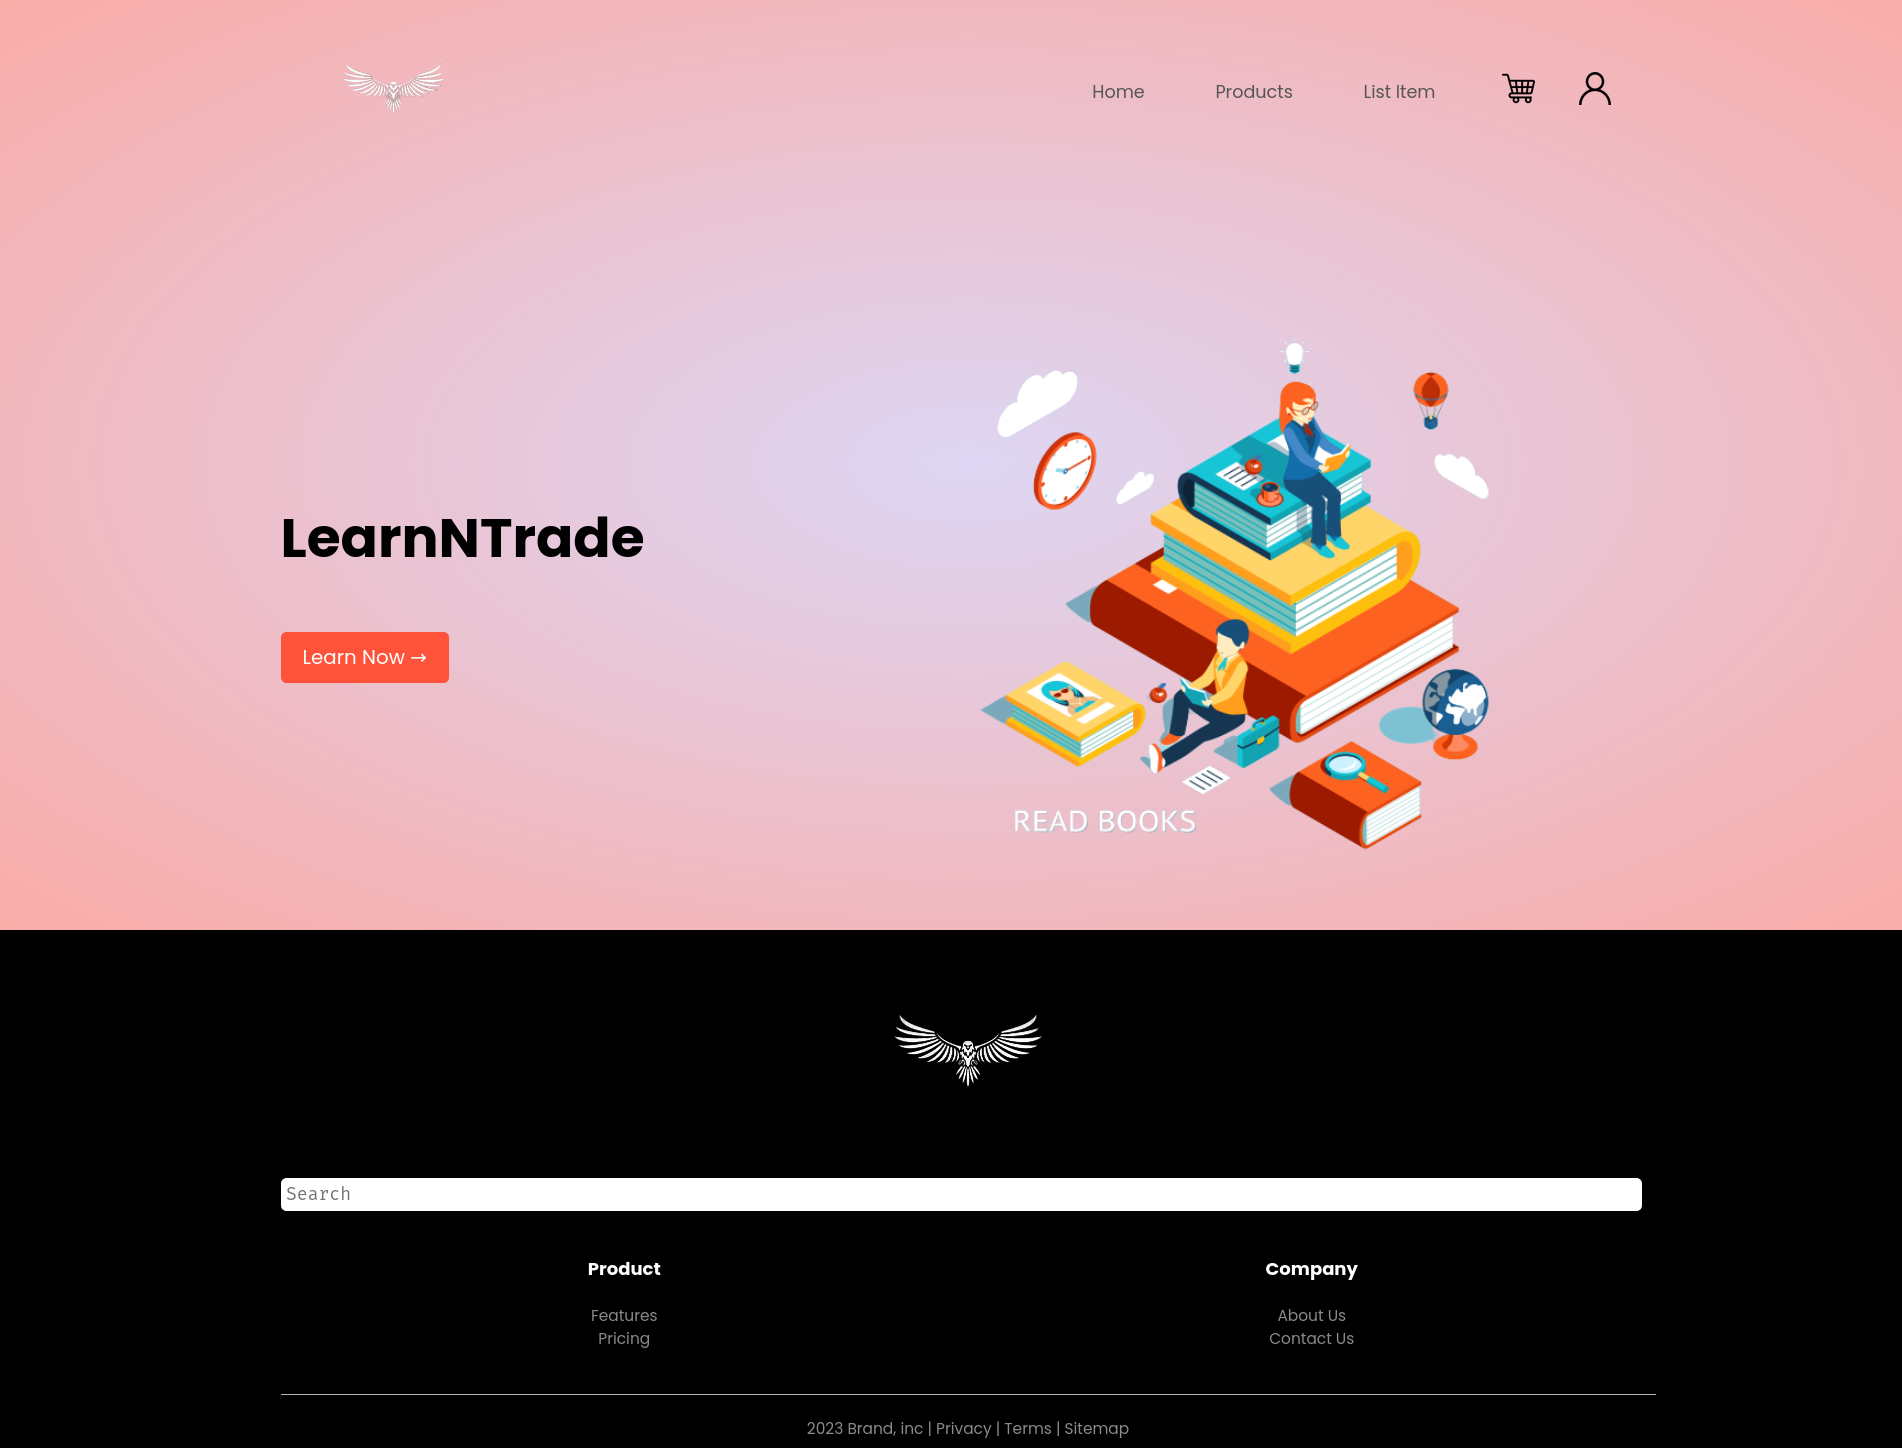 Home Products List Item
LearnNTrade
Learn Now →
READ BOOKS
Search
Product
Features
Pricing
Company
About Us
Contact Us
2023 Brand, inc | Privacy | Terms | Sitemap